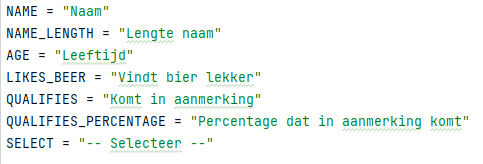 NAME = "Naam"
NAME_LENGTH = "Lengte naam"
AGE = "Leeftijd"
LIKES_BEER = "Vindt bier lekker"
QUALIFIES = "Komt in aanmerking"
QUALIFIES_PERCENTAGE = "Percentage dat in aanmerking komt"
SELECT = "-- Selecteer --"